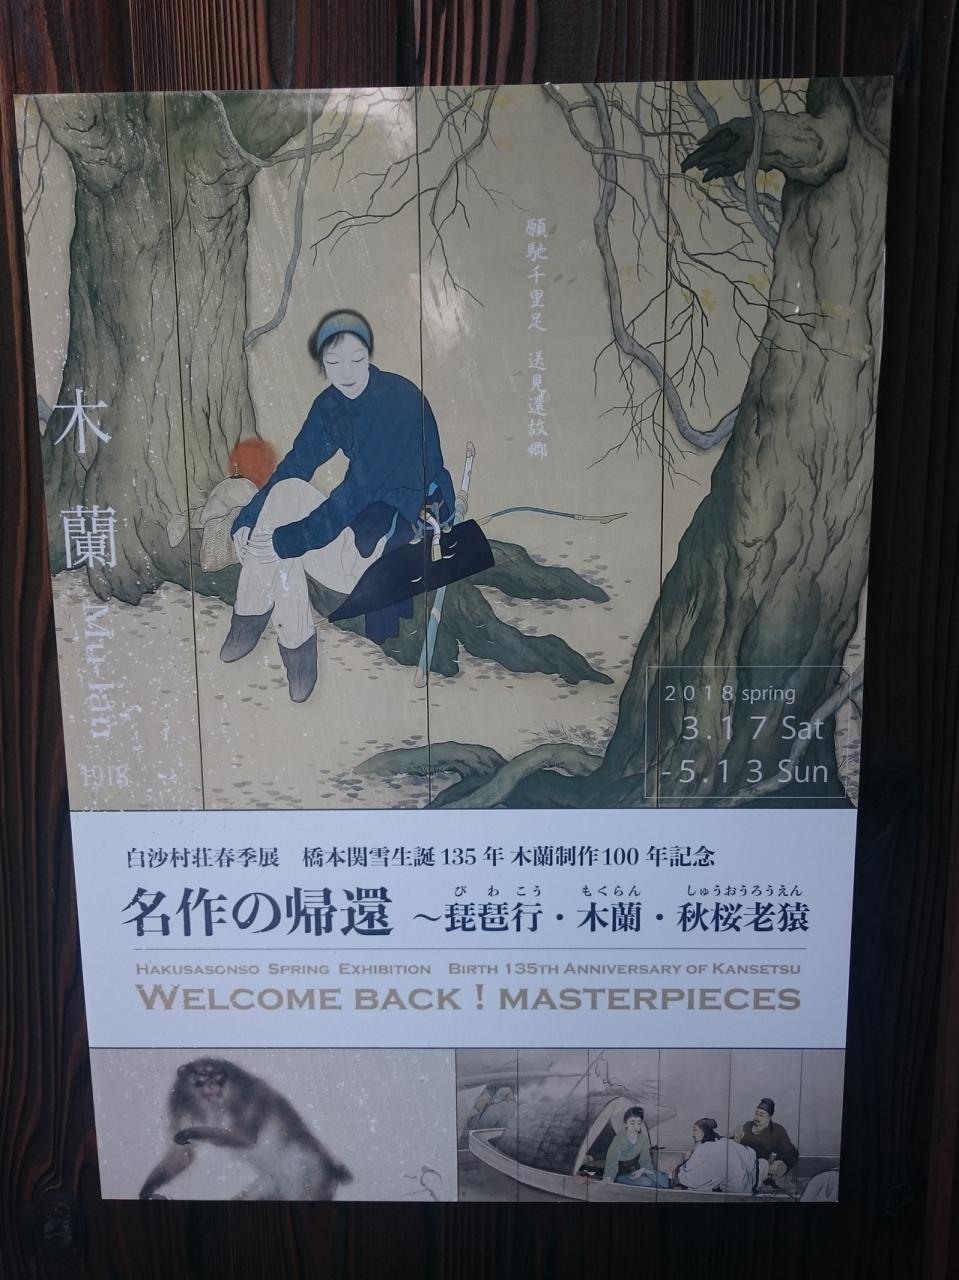 願馳千里足　送児還故郷
木蘭
Mu-lan
1918
2018 spring
3.17 Sat
-5.13 Sun
白沙村荘春季展　橋本関雪生誕135年 木蘭制作100年記念
びわこう　もくらん　しゅうおうろうえん
名作の帰還 ～琵琶行・木蘭・秋桜老猿
HAKUSASONSO SPRING EXHIBITION　BIRTH 135TH ANNIVERSARY OF KANSETSU
WELCOME BACK ! MASTERPIECES